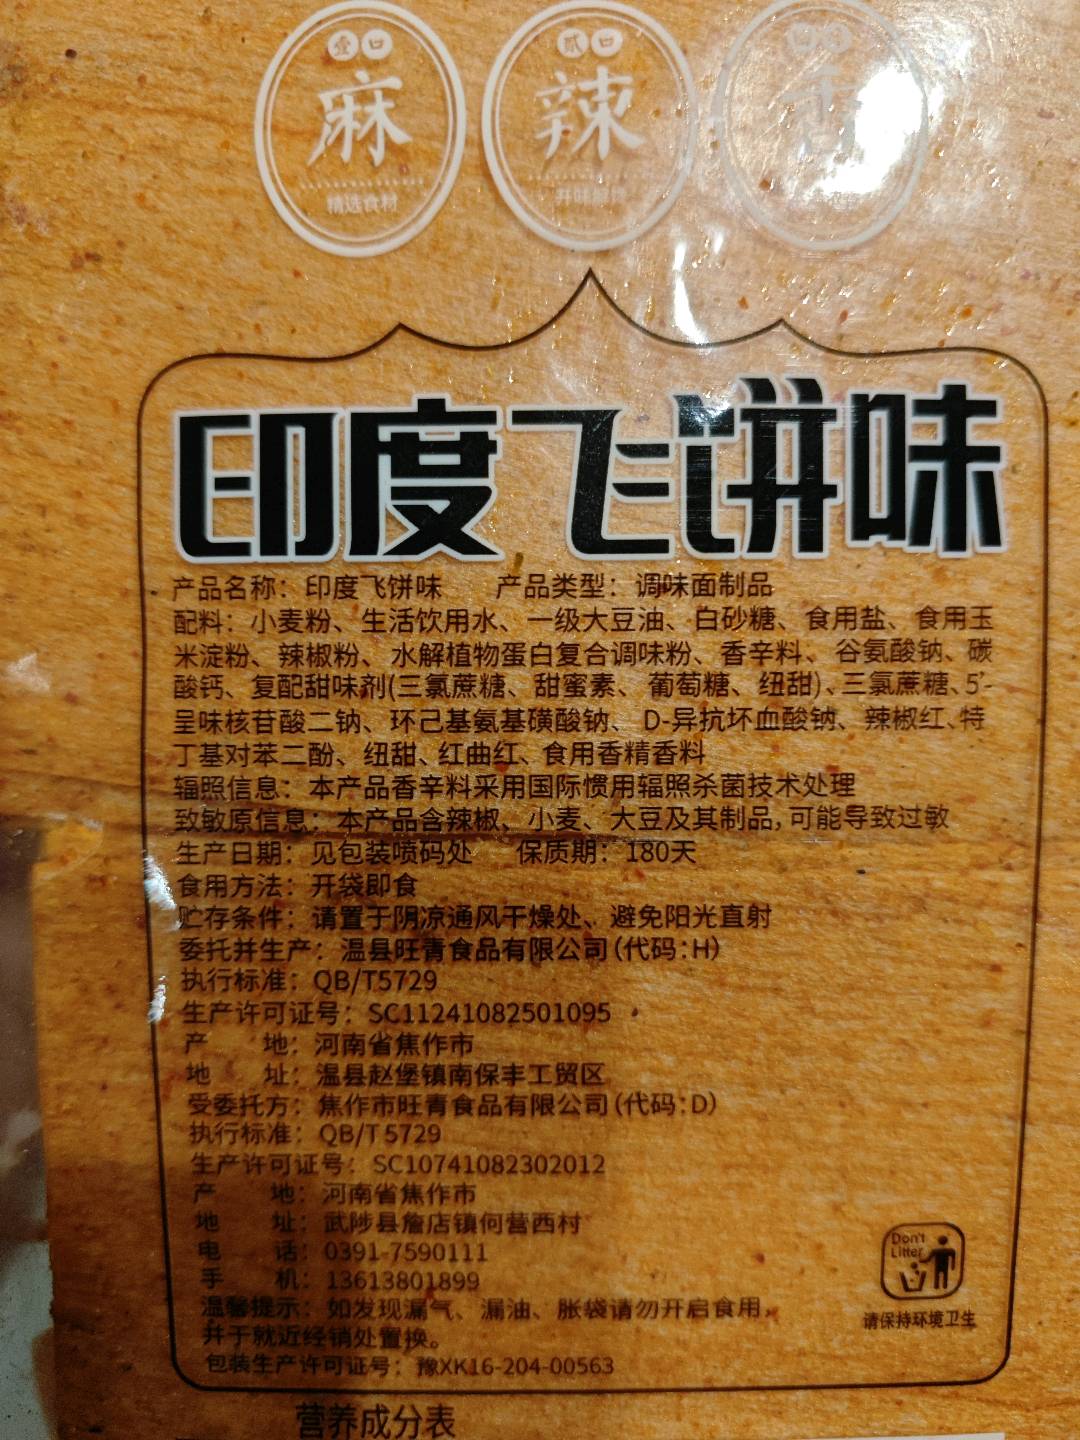 壹口
麻
精选食材
贰口
辣
香
印度飞饼味
产品名称：印度飞饼味 产品类型：调味面制品
配料：小麦粉、生活饮用水、一级大豆油、白砂糖、食用盐、食用玉
米淀粉、辣椒粉、水解植物蛋白复合调味粉、香辛料、谷氨酸钠、碳
酸钙、复配甜味剂(三氯蔗糖、甜蜜素、葡萄糖、纽甜)、三氯蔗糖、5'-
呈味核苷酸二钠、环己基氨基磺酸钠、D-异抗坏血酸钠、辣椒红、特
丁基对苯二酚、纽甜、红曲红、食用香精香料
辐照信息：本产品香辛料采用国际惯用辐照杀菌技术处理
致敏原信息：本产品含辣椒、小麦、大豆及其制品,可能导致过敏
生产日期：见包装喷码处 保质期：180天
食用方法：开袋即食
贮存条件：请置于阴凉通风干燥处、避免阳光直射
委托并生产：温县旺青食品有限公司(代码:H)
执行标准：QB/T5729
生产许可证号：SC11241082501095
产 地：河南省焦作市
地 址：温县赵堡镇南保丰工贸区
受委托方：焦作市旺青食品有限公司(代码:D)
执行标准：QB/T5729
生产许可证号：SC10741082302012
产 地：河南省焦作市
地 址：武陟县詹店镇何营西村
电 话：0391-7590111
手 机：13613801899
温馨提示：如发现漏气、漏油、胀袋请勿开启食用,
并于就近经销处置换。
包装生产许可证号：豫XK16-204-00563
Don't
Litter
请保持环境卫生
营养成分表